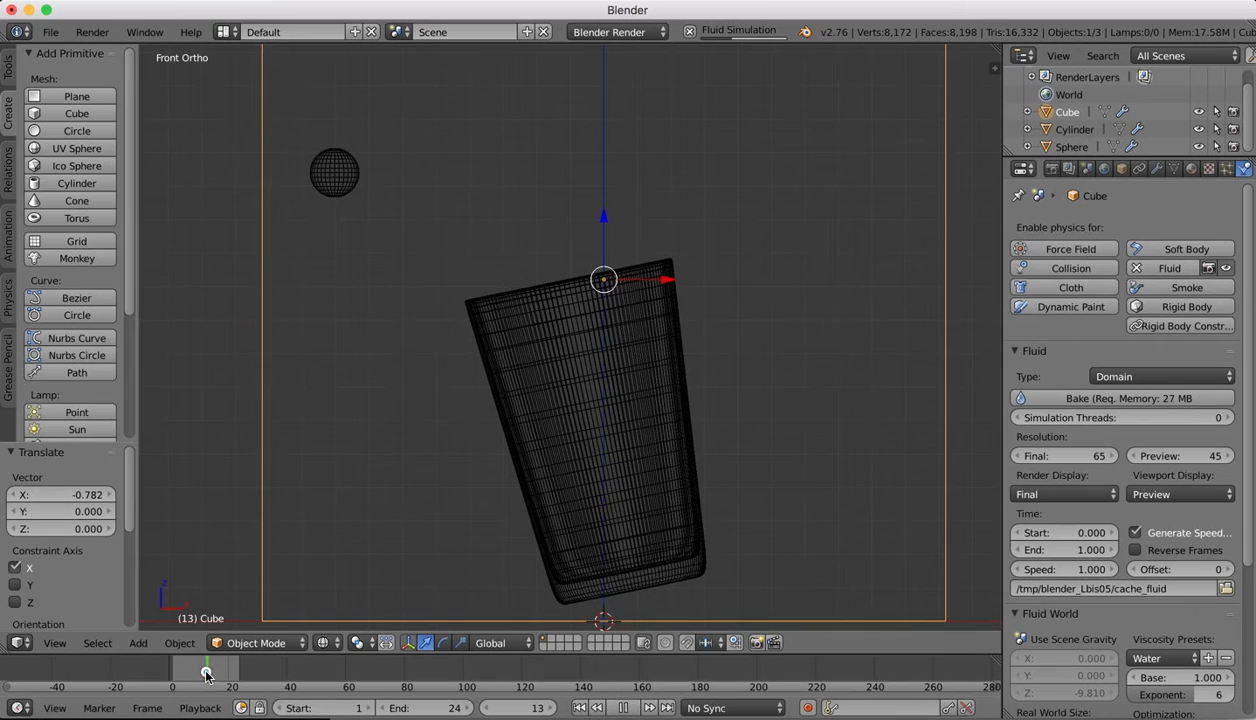 Blender
File Render Window Help Default Scene Blender Render Fluid Simulation v2.76 | Verts:8,172 | Faces:8,198 | Tris:16,332 | Objects:1/3 | Lamps:0/0 | Mem:17.58M | Cub
Tools
Create
Relations
Animation
Physics
Grease Pencil
Add Primitive
Mesh:
Plane
Cube
Circle
UV Sphere
Ico Sphere
Cylinder
Cone
Torus
Grid
Monkey
Curve:
Bezier
Circle
Nurbs Curve
Nurbs Circle
Path
Lamp:
Point
Sun
Translate
Vector
X: -0.782
Y: 0.000
Z: 0.000
Constraint Axis
X
Y
Z
Orientation
Front Ortho
z
(13) Cube
View Select Add Object Object Mode Global
-40 -20 0 20 40 60 80 100 120 140 160 180 200 220 240 260 280
View Marker Frame Playback Start: 1 End: 24 13 No Sync
View Search All Scenes
RenderLayers
World
Cube
Cylinder
Sphere
Cube
Enable physics for:
Force Field Soft Body
Collision Fluid
Cloth Smoke
Dynamic Paint Rigid Body
Rigid Body Constr...
Fluid
Type: Domain
Bake (Req. Memory: 27 MB
Simulation Threads: 0
Resolution:
Final: 65 Preview: 45
Render Display: Viewport Display:
Final Preview
Time:
Start: 0.000 Generate Speed...
End: 1.000 Reverse Frames
Speed: 1.000 Offset: 0
/tmp/blender_Lbis05/cache_fluid
Fluid World
Use Scene Gravity Viscosity Presets:
X: 0.000 Water
Y: 0.000 Base: 1.000
Z: -9.810 Exponent: 6
Real World Size: Optimization: